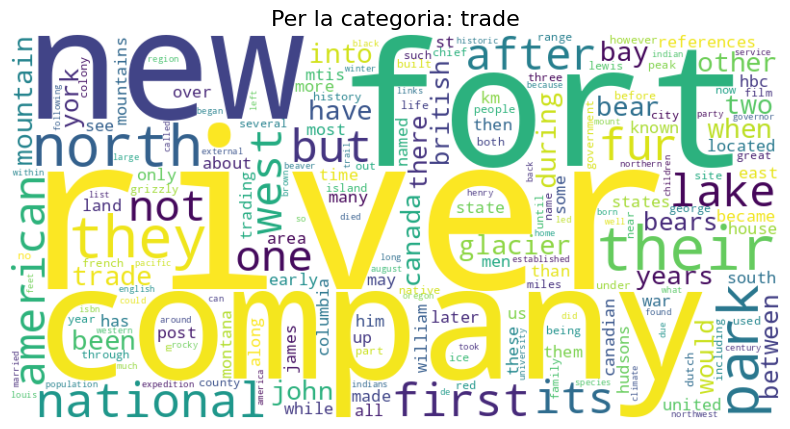 Per la categoria: trade
new fort
river
company
north but into after other
mountain york over have more mtis most
st bay references two when
british bear hbc fur
american west not they one their lake
trade national first its park
years bears glacier canada during
there named located known
been has post along through
john james william columbia montana
him up later made all while
us these than them would
united hudsons canadian war between
south east house became states
state men some many time early
trading about only land area
see mountains grizzly french island
may native miles ice part
county family being red dutch
including used under near george
city km people then both
history life such built chief
range however indian peak lewis
before three because film now
party governor great northern
government mount children site
black winter links several
region colony following began called
large external within list
pacific english isbn could year
western around rocky can much
married louis population expedition
america indians university took
oregon august long died out
beaver trail brown left
henry name until born well
home led back established
what found due century
species climate northwest
historic service
feet no so did de